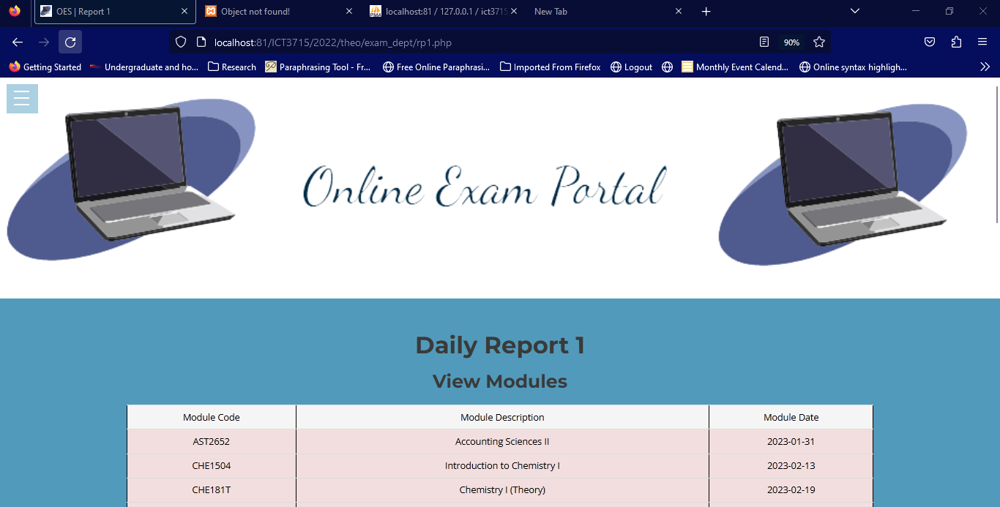 OES | Report 1
Object not found!
localhost:81 / 127.0.0.1 / ict3715
New Tab
localhost:81/ICT3715/2022/theo/exam_dept/rp1.php
90%
Getting Started
Undergraduate and ho...
Research
Paraphrasing Tool - Fr...
Free Online Paraphrasi...
Imported From Firefox
Logout
Monthly Event Calend...
Online syntax highligh...
Online Exam Portal
Daily Report 1
View Modules
Module Code Module Description Module Date
AST2652 Accounting Sciences II 2023-01-31
CHE1504 Introduction to Chemistry I 2023-02-13
CHE181T Chemistry I (Theory) 2023-02-19